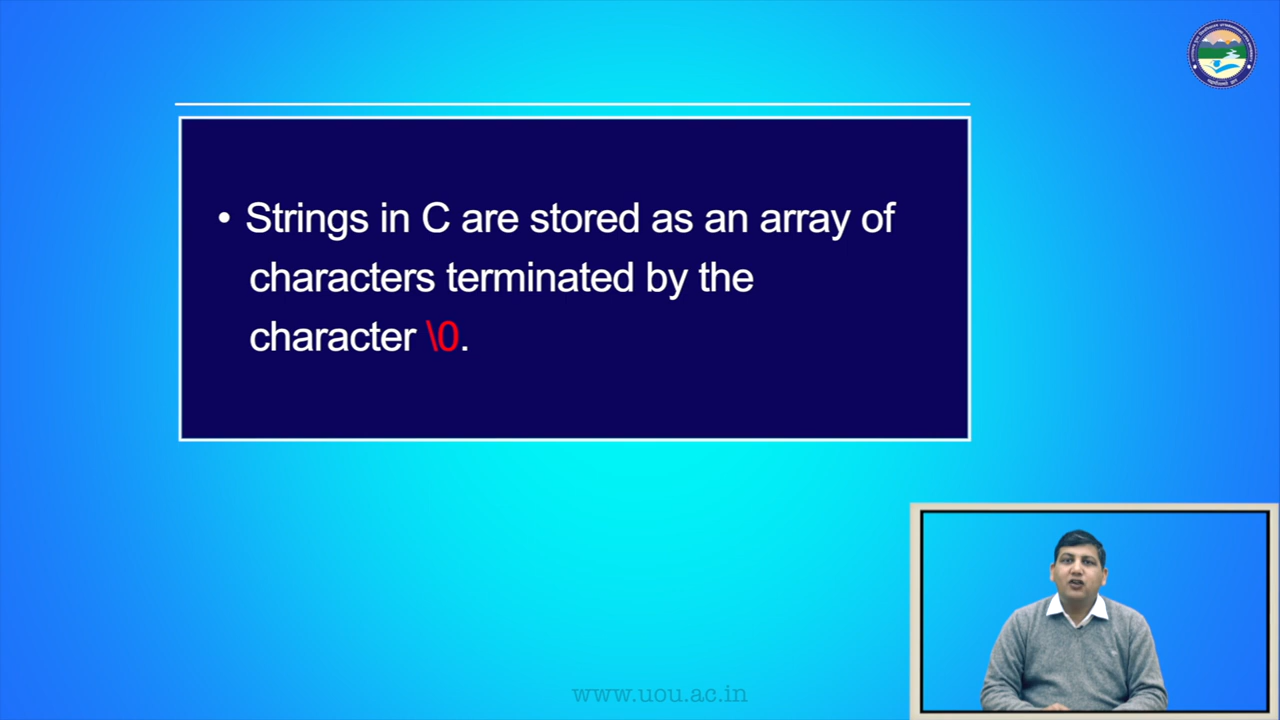 • Strings in C are stored as an array of
characters terminated by the
character \0.
www.uou.ac.in